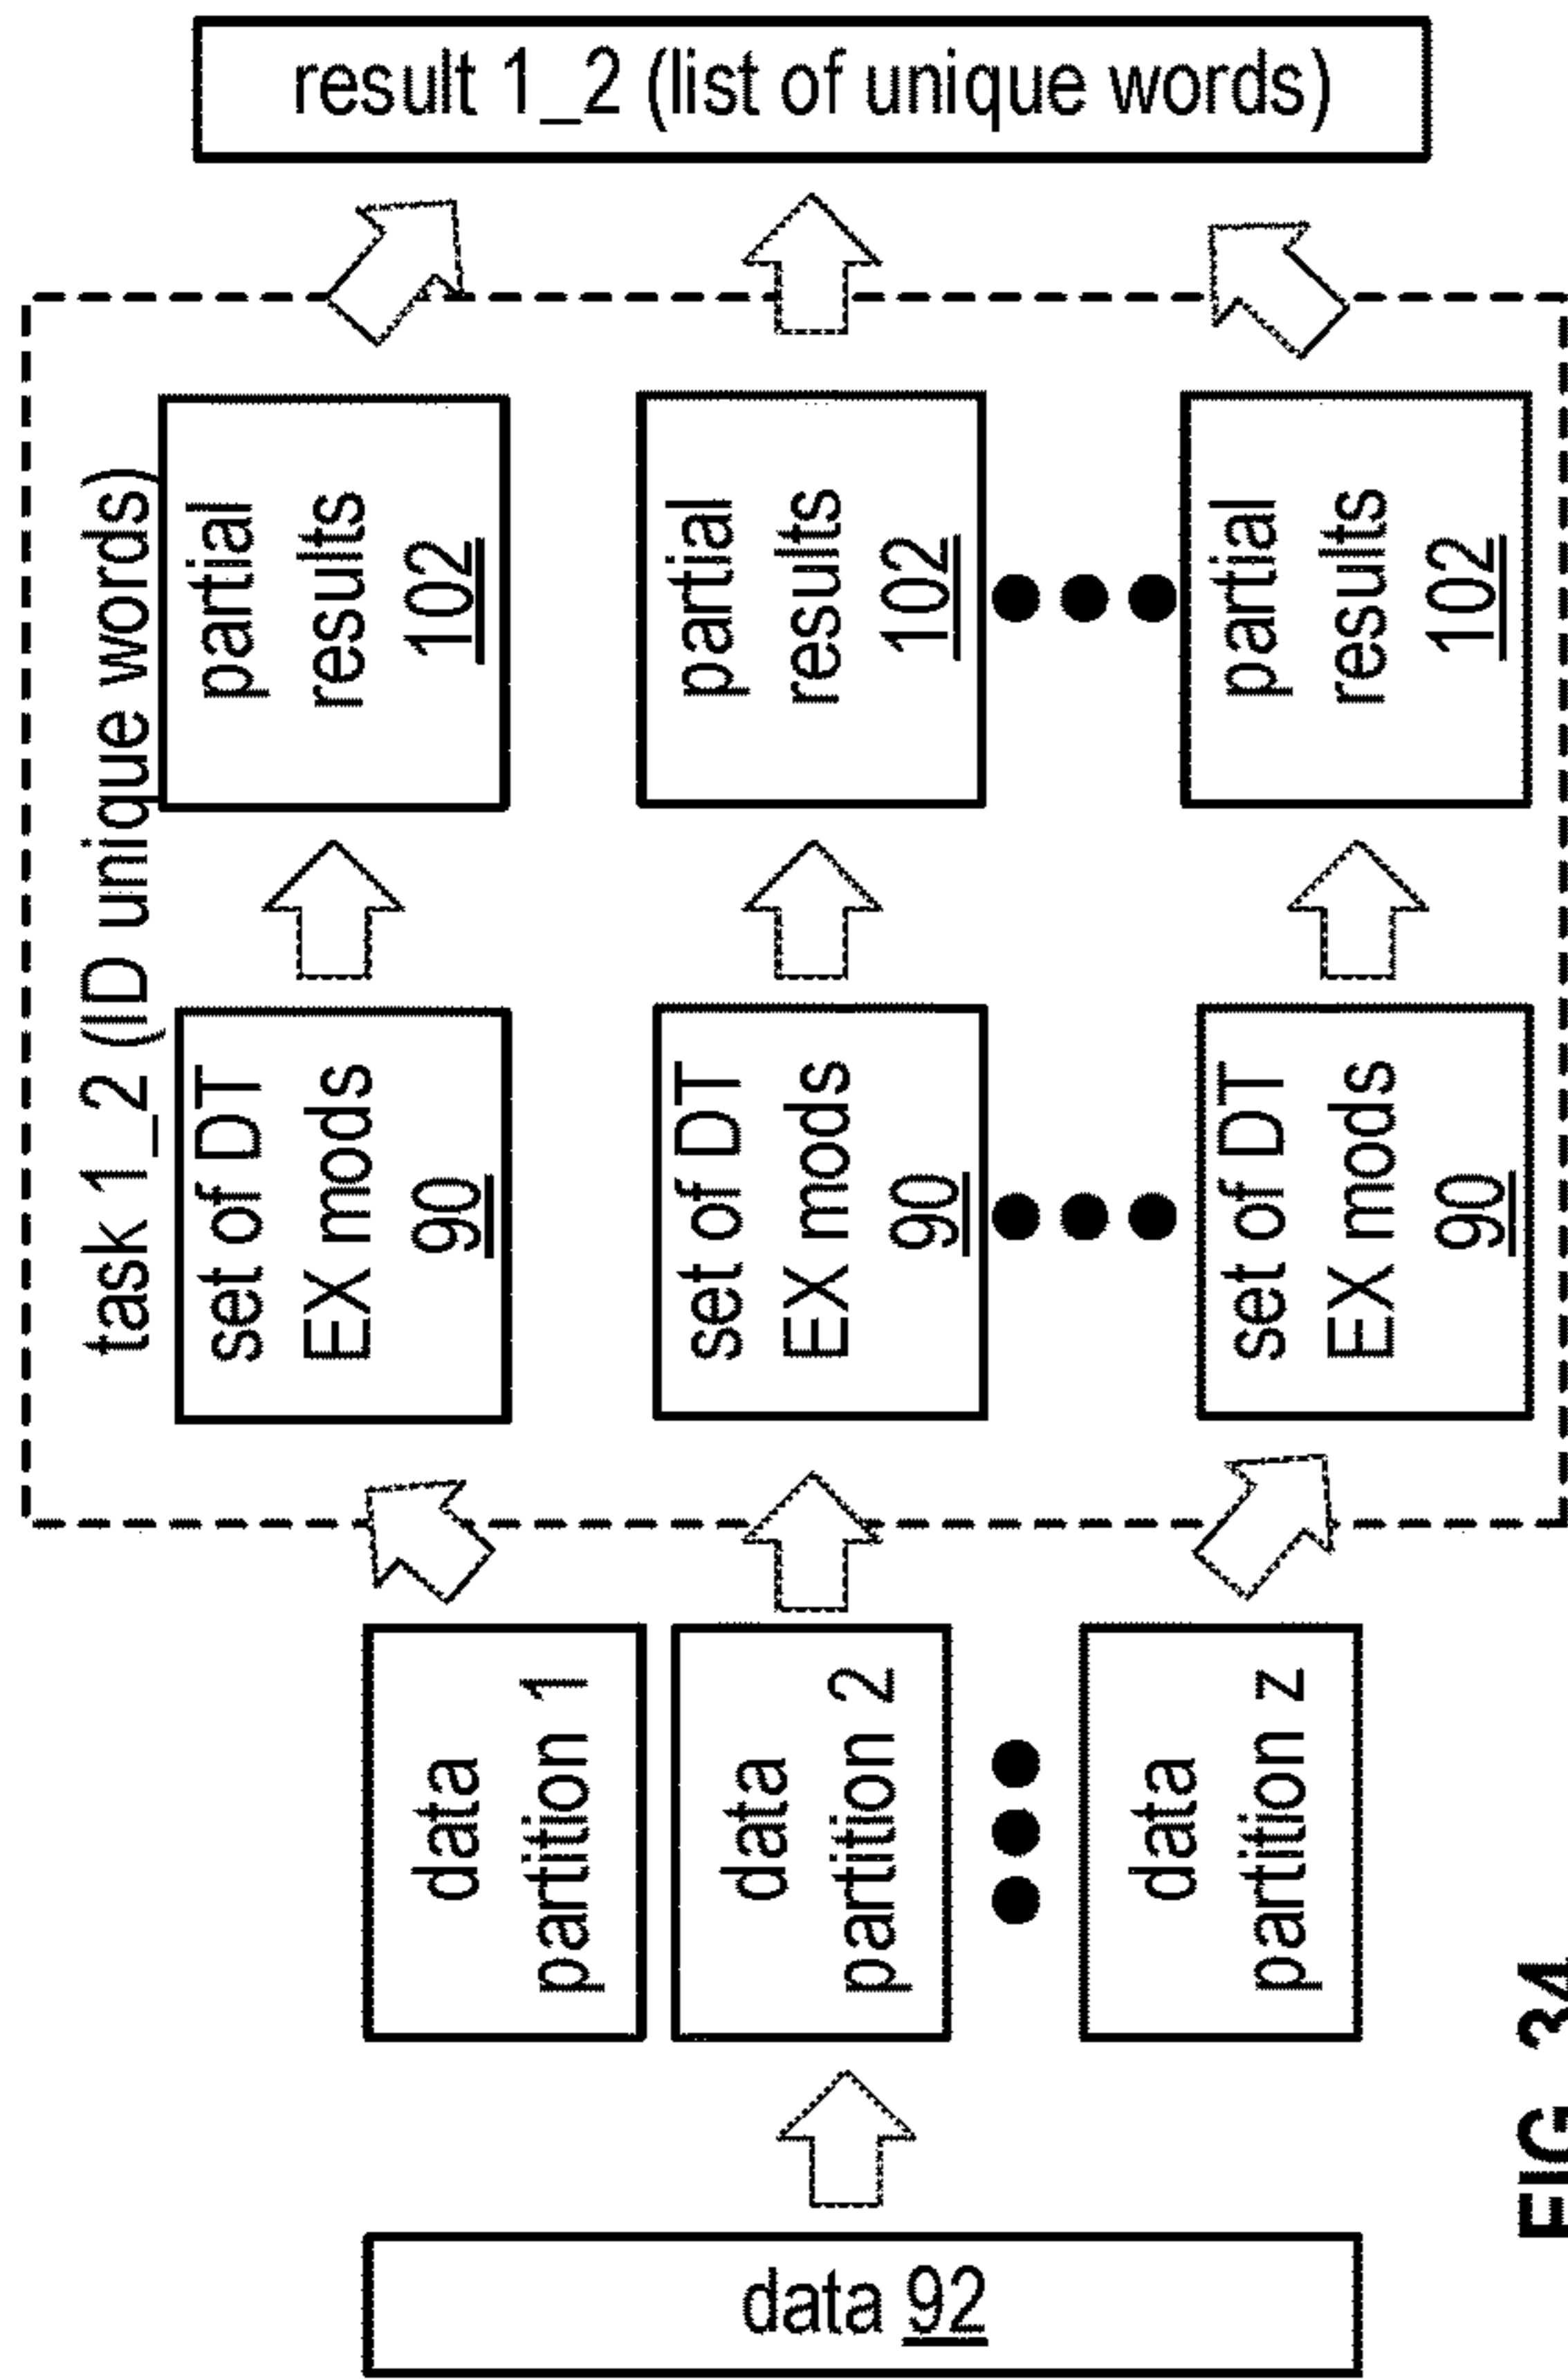 data 92
data
partition 1
data
partition 2
data
partition z
task 1_2 (ID unique words)
set of DT
EX mods
90
set of DT
EX mods
90
set of DT
EX mods
90
partial
results
102
partial
results
102
partial
results
102
result 1_2 (list of unique words)
FIG. 34